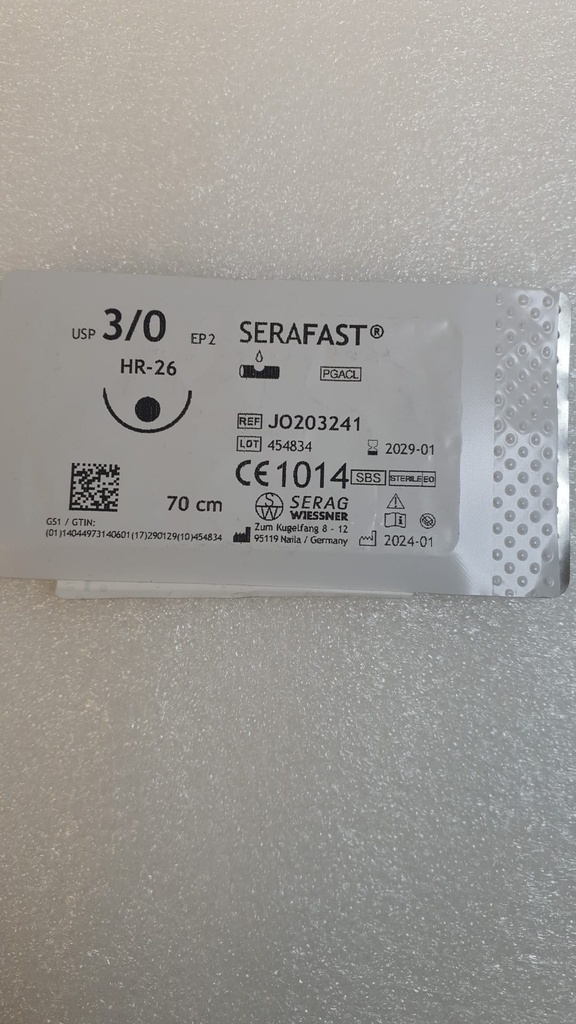 USP 3/0 EP2 SERAFAST®
HR-26
PGACL
REF JO203241
LOT 454834 2029-01
CE 1014 SBS STERILE EO
70 cm
SW SERAG WIESSNER
GS1 / GTIN:
(01)14044973140601(17)290129(10)454834
Zum Kugelfang 8 - 12
95119 Naila / Germany 2024-01